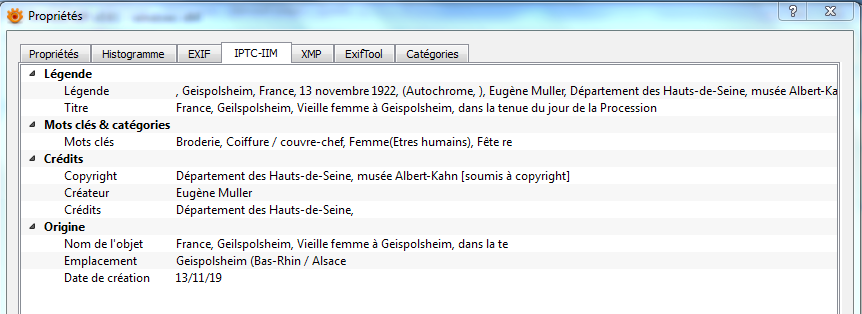 Propriétés
Propriétés Histogramme EXIF IPTC-IIM XMP ExifTool Catégories
Légende
Légende , Geispolsheim, France, 13 novembre 1922, (Autochrome, ), Eugène Muller, Département des Hauts-de-Seine, musée Albert-Ka
Titre France, Geilspolsheim, Vieille femme à Geispolsheim, dans la tenue du jour de la Procession
Mots clés & catégories
Mots clés Broderie, Coiffure / couvre-chef, Femme(Etres humains), Fête re
Crédits
Copyright Département des Hauts-de-Seine, musée Albert-Kahn [soumis à copyright]
Créateur Eugène Muller
Crédits Département des Hauts-de-Seine,
Origine
Nom de l'objet France, Geilspolsheim, Vieille femme à Geispolsheim, dans la te
Emplacement Geispolsheim (Bas-Rhin / Alsace
Date de création 13/11/19